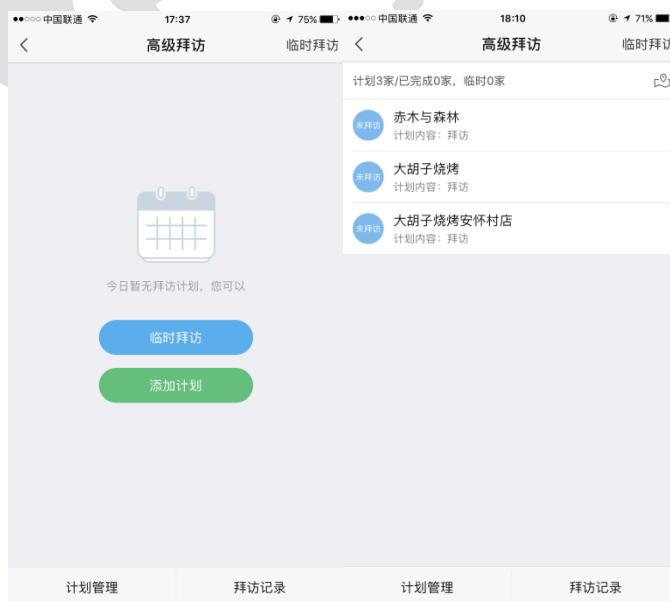 中国联通 17:37 75%
高级拜访 临时拜访
今日暂无拜访计划，您可以
临时拜访
添加计划
计划管理 拜访记录
中国联通 18:10 71%
高级拜访 临时拜访
计划3家/已完成0家，临时0家
未拜访
赤木与森林
计划内容：拜访
未拜访
大胡子烧烤
计划内容：拜访
未拜访
大胡子烧烤安怀村店
计划内容：拜访
计划管理 拜访记录